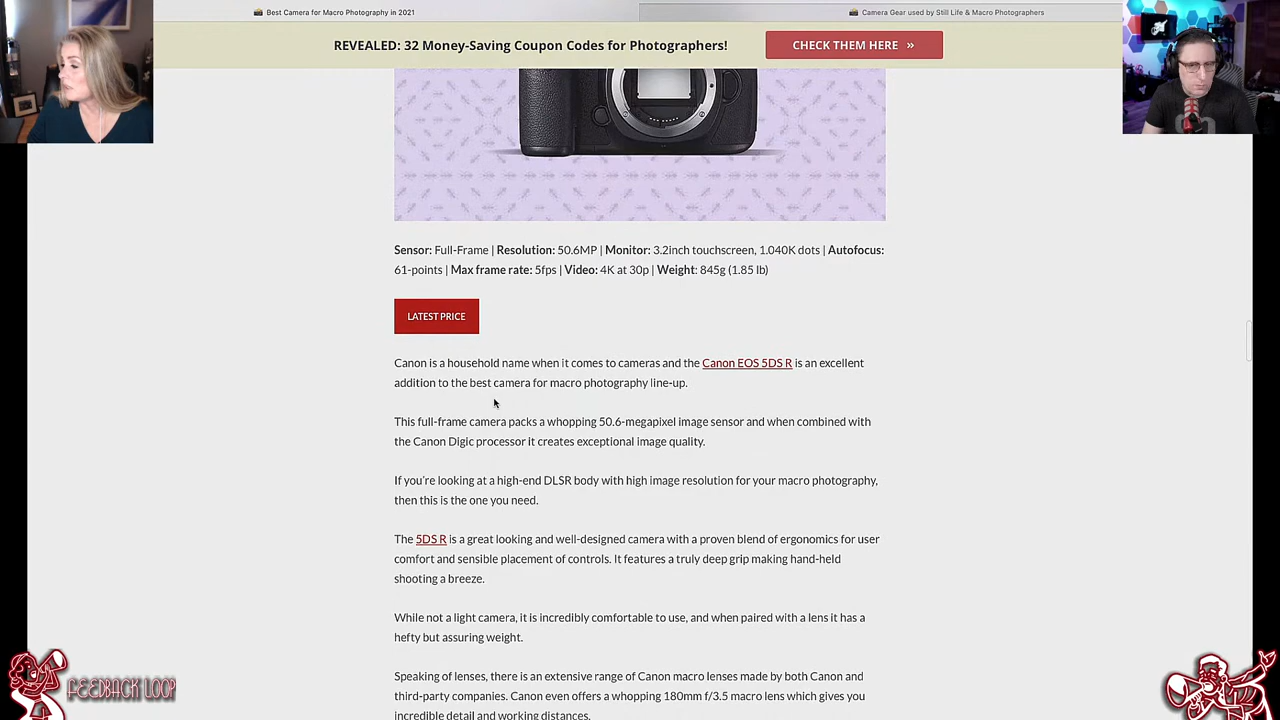 Best Camera for Macro Photography in 2021
Camera Gear used by Still Life & Macro Photographers
REVEALED: 32 Money-Saving Coupon Codes for Photographers!
CHECK THEM HERE »
Sensor: Full-Frame | Resolution: 50.6MP | Monitor: 3.2inch touchscreen, 1.040K dots | Autofocus:
61-points | Max frame rate: 5fps | Video: 4K at 30p | Weight: 845g (1.85 lb)
LATEST PRICE
Canon is a household name when it comes to cameras and the Canon EOS 5DS R is an excellent
addition to the best camera for macro photography line-up.
This full-frame camera packs a whopping 50.6-megapixel image sensor and when combined with
the Canon Digic processor it creates exceptional image quality.
If you're looking at a high-end DLSR body with high image resolution for your macro photography,
then this is the one you need.
The 5DS R is a great looking and well-designed camera with a proven blend of ergonomics for user
comfort and sensible placement of controls. It features a truly deep grip making hand-held
shooting a breeze.
While not a light camera, it is incredibly comfortable to use, and when paired with a lens it has a
hefty but assuring weight.
Speaking of lenses, there is an extensive range of Canon macro lenses made by both Canon and
third-party companies. Canon even offers a whopping 180mm f/3.5 macro lens which gives you
incredible detail and working distances.
FEEDBACK LOOP